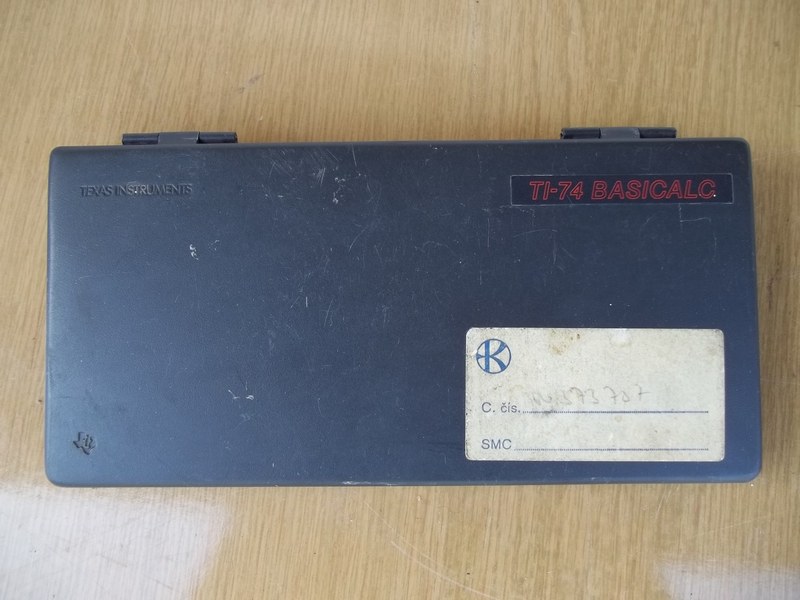 TEXAS INSTRUMENTS
TI-74 BASICALC
K
C. čís.
SMC